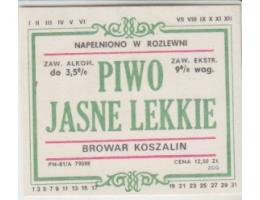 I II III IV V VI VII VIII IX X XI XII
NAPEŁNIONO W ROZLEWNI
ZAW. ALKOH. ZAW. EKSTR.
do 3,5% 9% wag.
PIWO
JASNE LEKKIE
BROWAR KOSZALIN
PN-81/A 79098 CENA 12,50 ZŁ
1 3 5 7 9 11 13 15 17 19 21 23 25 27 29 31